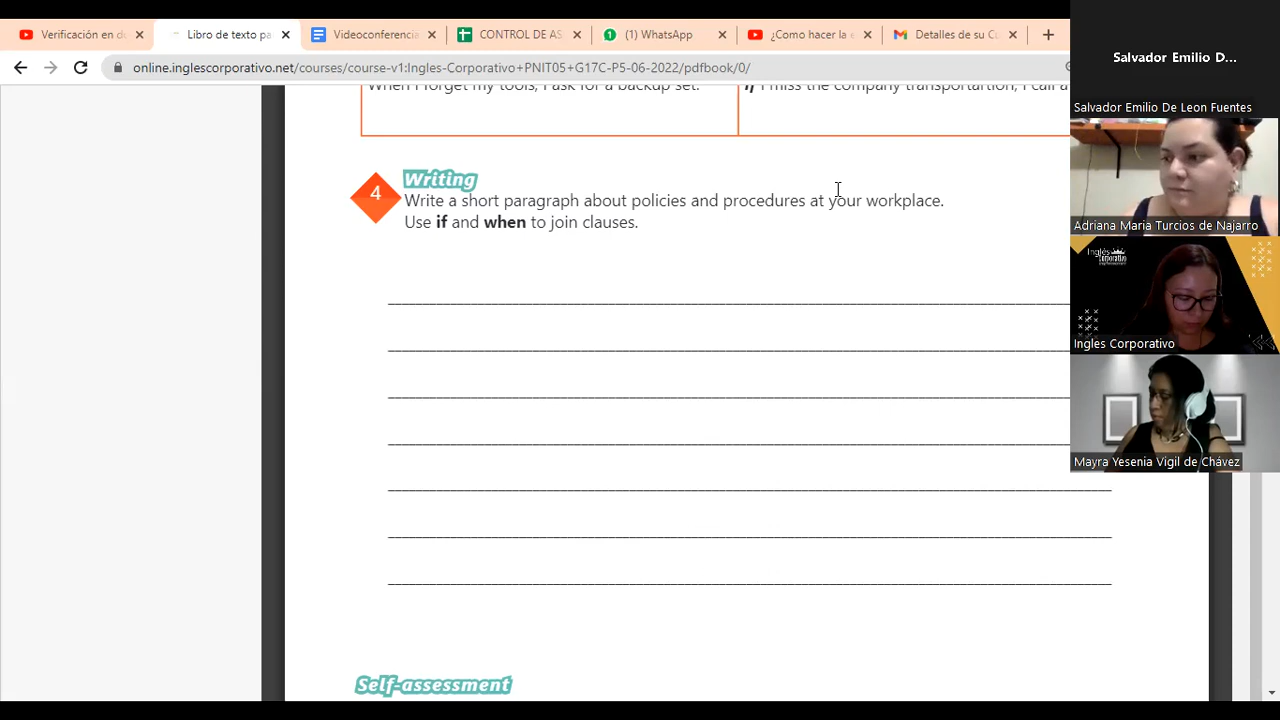 Verificación en d
Libro de texto pa
Videoconferencia
CONTROL DE AS
(1) WhatsApp
¿Como hacer la e
Detalles de su C
online.inglescorporativo.net/courses/course-v1:Ingles-Corporativo+PNIT05+G17C-P5-06-2022/pdfbook/0/
When I forget my tools, I ask for a backup set.
If I miss the company transportartion, I call a
4
Writing
Write a short paragraph about policies and procedures at your workplace.
Use if and when to join clauses.
Self-assessment
Salvador Emilio D...
Salvador Emilio De Leon Fuentes
Adriana Maria Turcios de Najarro
Inglés
Corporativo
Ingles Corporativo
Mayra Yesenia Vigil de Chávez